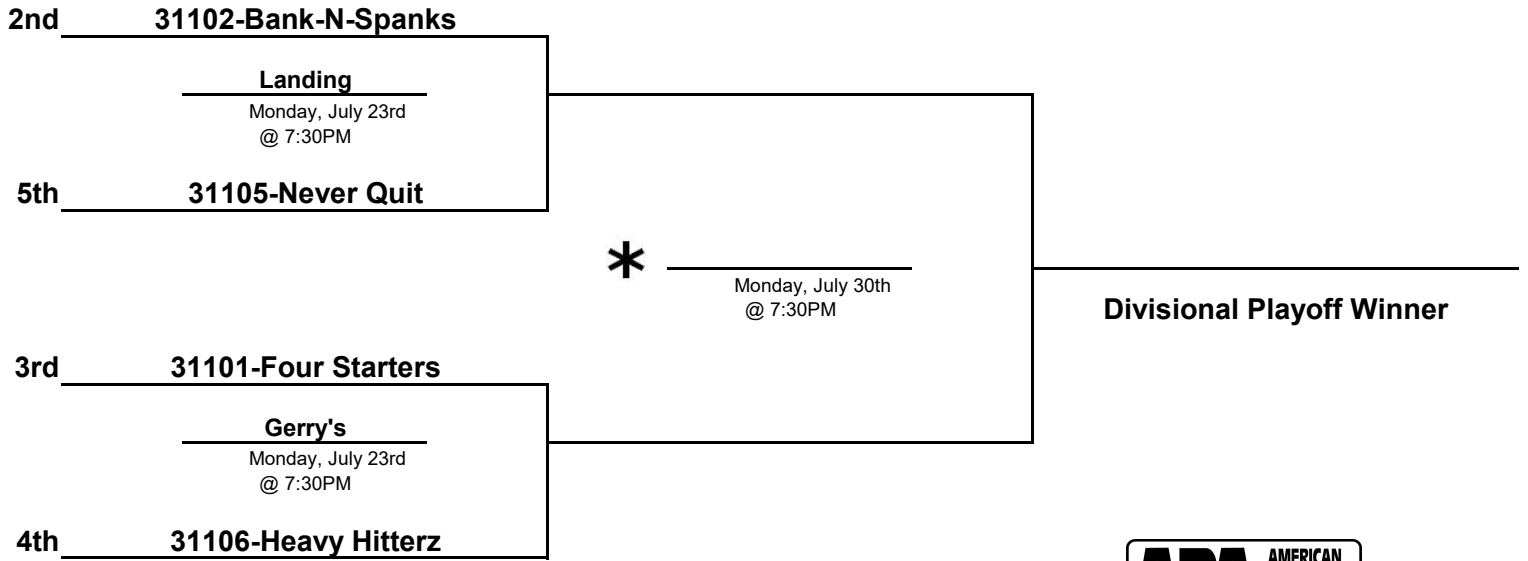 2nd 31102-Bank-N-Spanks
Landing
Monday, July 23rd
@ 7:30PM
5th 31105-Never Quit
* 
Monday, July 30th
@ 7:30PM
Divisional Playoff Winner
3rd 31101-Four Starters
Gerry's
Monday, July 23rd
@ 7:30PM
4th 31106-Heavy Hitterz
APA AMERICAN